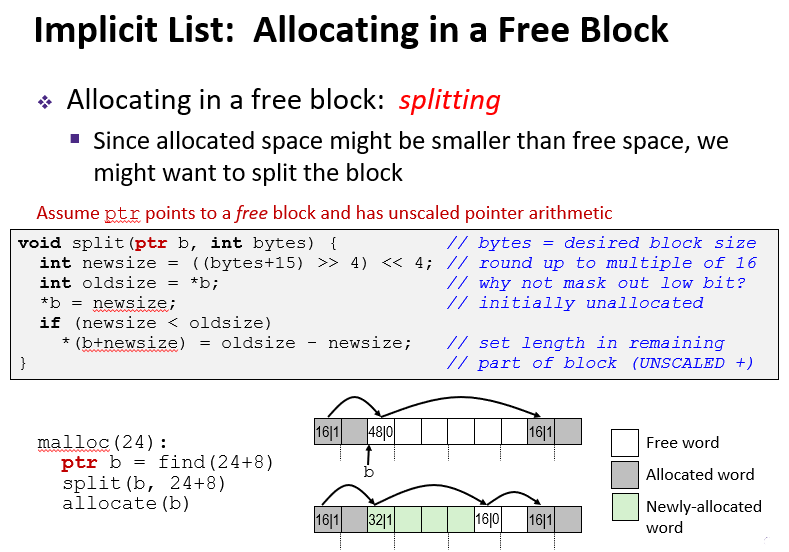 Implicit List:  Allocating in a Free Block
❖ Allocating in a free block:  splitting
▪ Since allocated space might be smaller than free space, we
might want to split the block
Assume ptr points to a free block and has unscaled pointer arithmetic
void split(ptr b, int bytes) {          // bytes = desired block size
  int newsize = ((bytes+15) >> 4) << 4; // round up to multiple of 16
  int oldsize = *b;                     // why not mask out low bit?
  *b = newsize;                         // initially unallocated
  if (newsize < oldsize)
    *(b+newsize) = oldsize - newsize;   // set length in remaining
}                                       // part of block (UNSCALED +)
malloc(24):
  ptr b = find(24+8)
  split(b, 24+8)
  allocate(b)
16|1 48|0 16|1
b
16|1 32|1 16|0 16|1
Free word
Allocated word
Newly-allocated
word